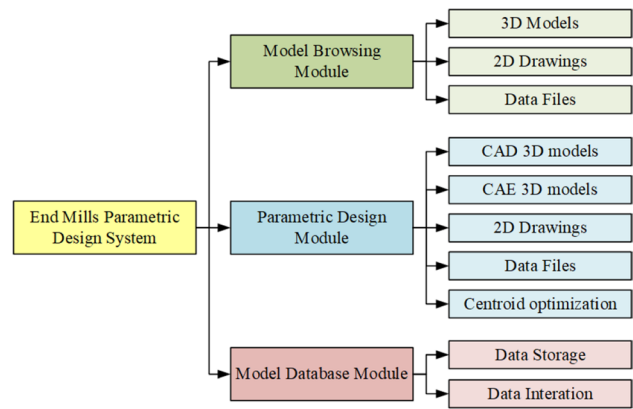 End Mills Parametric
Design System
Model Browsing
Module
3D Models
2D Drawings
Data Files
Parametric Design
Module
CAD 3D models
CAE 3D models
2D Drawings
Data Files
Centroid optimization
Model Database Module
Data Storage
Data Interation